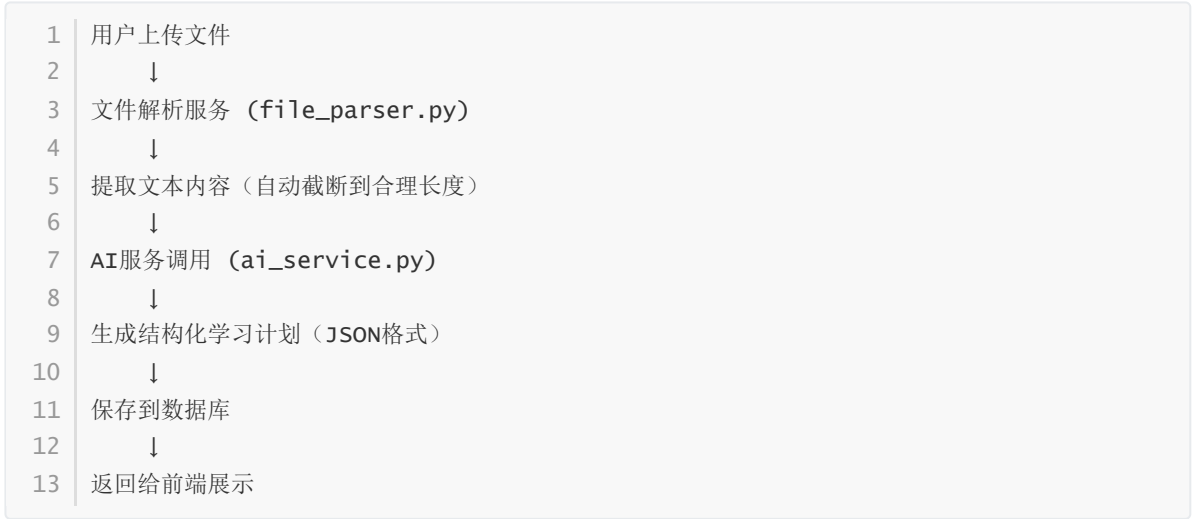 1 用户上传文件
2 ↓
3 文件解析服务 (file_parser.py)
4 ↓
5 提取文本内容（自动截断到合理长度）
6 ↓
7 AI服务调用 (ai_service.py)
8 ↓
9 生成结构化学习计划（JSON格式）
10 ↓
11 保存到数据库
12 ↓
13 返回给前端展示